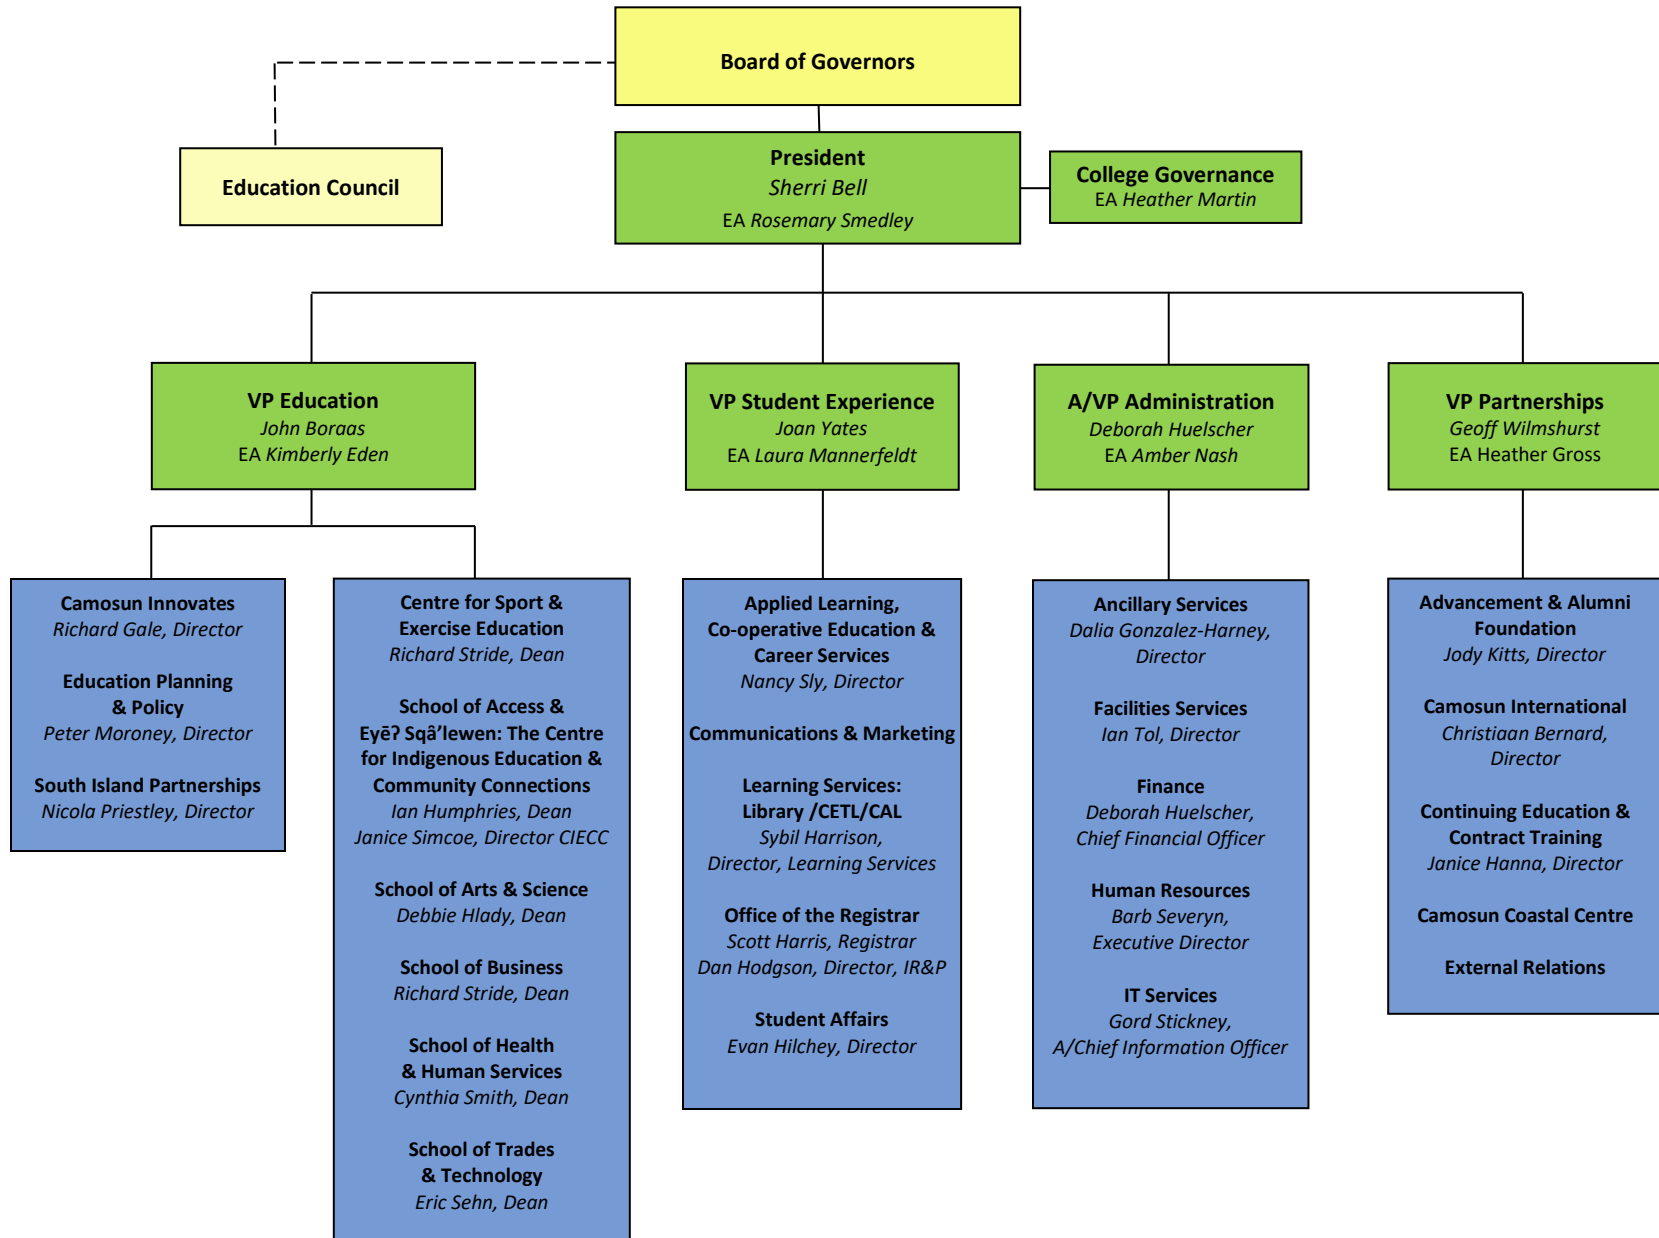 Board of Governors
Education Council
President
Sherri Bell
EA Rosemary Smedley
College Governance
EA Heather Martin
VP Education
John Boraas
EA Kimberly Eden
VP Student Experience
Joan Yates
EA Laura Mannerfeldt
A/VP Administration
Deborah Huelscher
EA Amber Nash
VP Partnerships
Geoff Wilmshurst
EA Heather Gross
Camosun Innovates
Richard Gale, Director
Education Planning
& Policy
Peter Moroney, Director
South Island Partnerships
Nicola Priestley, Director
Centre for Sport &
Exercise Education
Richard Stride, Dean
School of Access &
Eyēʔ Sqâ’lewen: The Centre
for Indigenous Education &
Community Connections
Ian Humphries, Dean
Janice Simcoe, Director CIECC
School of Arts & Science
Debbie Hlady, Dean
School of Business
Richard Stride, Dean
School of Health
& Human Services
Cynthia Smith, Dean
School of Trades
& Technology
Eric Sehn, Dean
Applied Learning,
Co-operative Education &
Career Services
Nancy Sly, Director
Communications & Marketing
Learning Services:
Library /CETL/CAL
Sybil Harrison,
Director, Learning Services
Office of the Registrar
Scott Harris, Registrar
Dan Hodgson, Director, IR&P
Student Affairs
Evan Hilchey, Director
Ancillary Services
Dalia Gonzalez-Harney,
Director
Facilities Services
Ian Tol, Director
Finance
Deborah Huelscher,
Chief Financial Officer
Human Resources
Barb Severyn,
Executive Director
IT Services
Gord Stickney,
A/Chief Information Officer
Advancement & Alumni
Foundation
Jody Kitts, Director
Camosun International
Christiaan Bernard,
Director
Continuing Education &
Contract Training
Janice Hanna, Director
Camosun Coastal Centre
External Relations